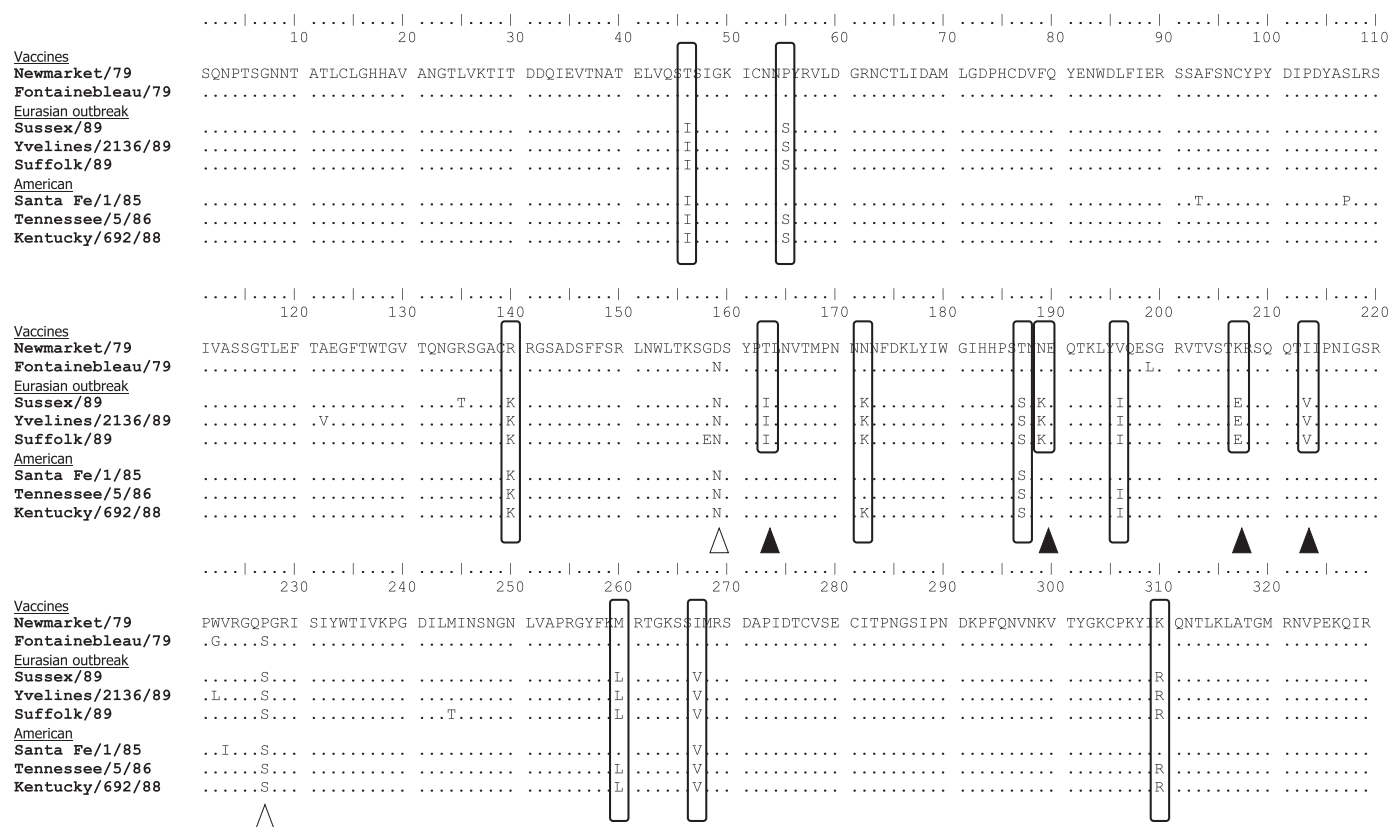 ....|....| ....|....| ....|....| ....|....| ....|....| ....|....| ....|....| ....|....| ....|....| ....|....| ....|....|
10 20 30 40 50 60 70 80 90 100 110
Vaccines
Newmarket/79 SQNPTSGNNT ATLCLGHHAV ANGTLVKTIT DDQIEVTNAT ELVQSTSIGK ICNNPYRVLD GRNCTLIDAM LGDPHCDVFQ YENWDLFIER SSAFSNCYPY DIPDYASLRS
Fontainebleau/79 .......... .......... .......... .......... .......... .......... .......... .......... .......... .......... ..........
Eurasian outbreak
Sussex/89 .......... .......... .......... .......... .....I.... ....S..... .......... .......... .......... .......... ..........
Yvelines/2136/89 .......... .......... .......... .......... .....I.... ....S..... .......... .......... .......... .......... ..........
Suffolk/89 .......... .......... .......... .......... .....I.... ....S..... .......... .......... .......... .......... ..........
American
Santa Fe/1/85 .......... .......... .......... .......... .....I.... .......... .......... .......... .......... ..T....... ......P...
Tennessee/5/86 .......... .......... .......... .......... .....I.... ....S..... .......... .......... .......... .......... ..........
Kentucky/692/88 .......... .......... .......... .......... .....I.... ....S..... .......... .......... .......... .......... ..........
....|....| ....|....| ....|....| ....|....| ....|....| ....|....| ....|....| ....|....| ....|....| ....|....| ....|....|
120 130 140 150 160 170 180 190 200 210 220
Vaccines
Newmarket/79 IVASSGTLEF TAEGFTWTGV TQNGRSGACR RGSADSFFSR LNWLTKSGDS YPTLNVTMPN NNNFDKLYIW GIHHPSTNNE QTKLYVQESG RVTVSTKRSQ QTIIPNIGSR
Fontainebleau/79 .......... .......... .......... .......... ........N. .......... .......... .......... ........L. .......... ..........
Eurasian outbreak
Sussex/89 .......... .......... ....T....K .......... ........N. ..I....... .K........ ......S.K. .....I.... ......E... ..V.......
Yvelines/2136/89 .......... .V........ .........K .......... ........N. ..I....... .K........ ......S.K. .....I.... ......E... ..V.......
Suffolk/89 .......... .......... .........K .......... .......EN. ..I....... .K........ ......S.K. .....I.... ......E... ..V.......
American
Santa Fe/1/85 .......... .......... .........K .......... ........N. .......... .......... ......S... .......... .......... ..........
Tennessee/5/86 .......... .......... .........K .......... ........N. .......... .......... ......S... .....I.... .......... ..........
Kentucky/692/88 .......... .......... .........K .......... ........N. .......... .K........ ......S... .....I.... .......... ..........
....|....| ....|....| ....|....| ....|....| ....|....| ....|....| ....|....| ....|....| ....|....| ....|....| ....|....
230 240 250 260 270 280 290 300 310 320
Vaccines
Newmarket/79 PWVRGQPGRI SIYWTIVKPG DILMINSNGN LVAPRGYFKM RTGKSSIMRS DAPIDTCVSE CITPNGSIPN DKPFQNVNKV TYGKCPKYIK QNTLKLATGM RNVPEKQIR
Fontainebleau/79 .G....S... .......... .......... .......... .......... .......... .......... .......... .......... .......... .........
Eurasian outbreak
Sussex/89 ......S... .......... .......... .........L ......V... .......... .......... .......... .........R .......... .........
Yvelines/2136/89 .L....S... .......... .......... .........L ......V... .......... .......... .......... .........R .......... .........
Suffolk/89 ......S... .......... ...T...... .........L ......V... .......... .......... .......... .........R .......... .........
American
Santa Fe/1/85 ..I...S... .......... .......... .......... ......V... .......... .......... .......... .......... .......... .........
Tennessee/5/86 ......S... .......... .......... .........L ......V... .......... .......... .......... .........R .......... .........
Kentucky/692/88 ......S... .......... .......... .........L ......V... .......... .......... .......... .........R .......... .........